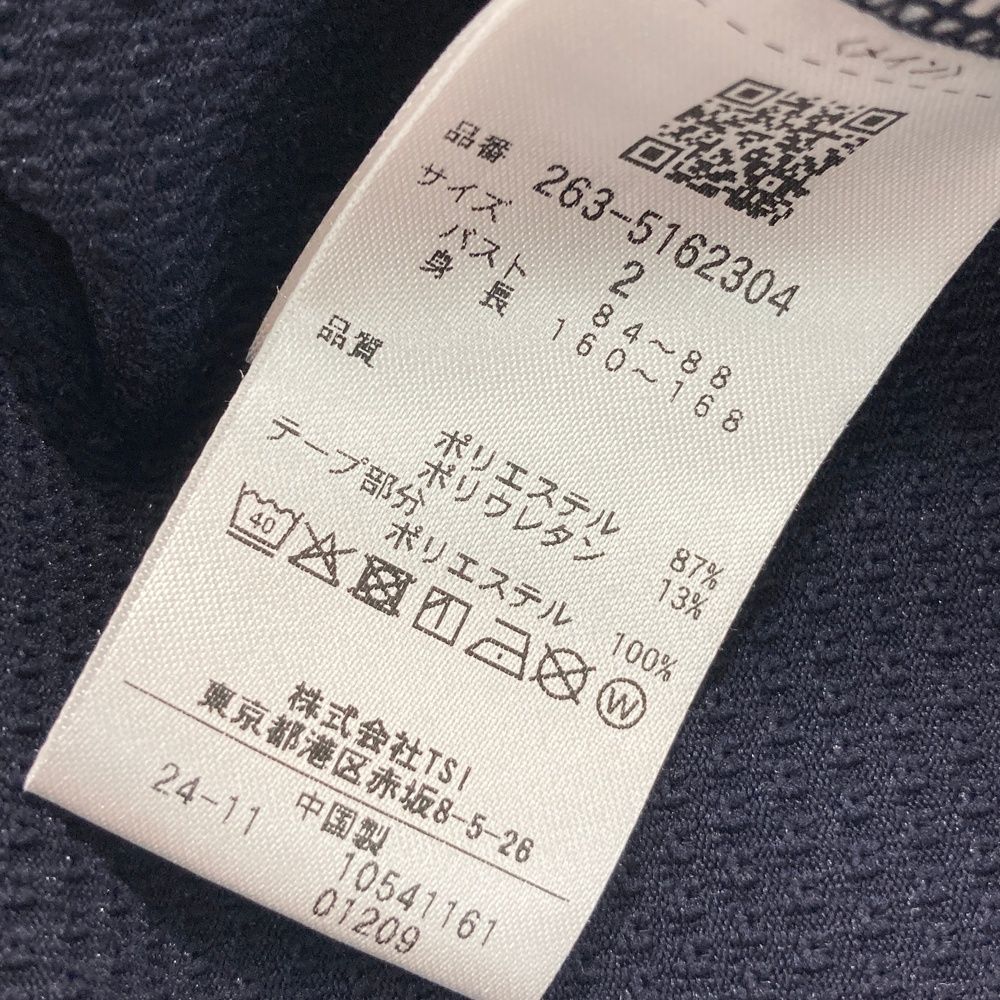 (メイン)
品番 263-5162304
サイズ 2
バスト 84～88
身長 160～168
品質
ポリエステル 87%
ポリウレタン 13%
テープ部分
ポリエステル 100%
40 W
株式会社TSI
東京都港区赤坂8-5-26
24-11 中国製
10541161
01209